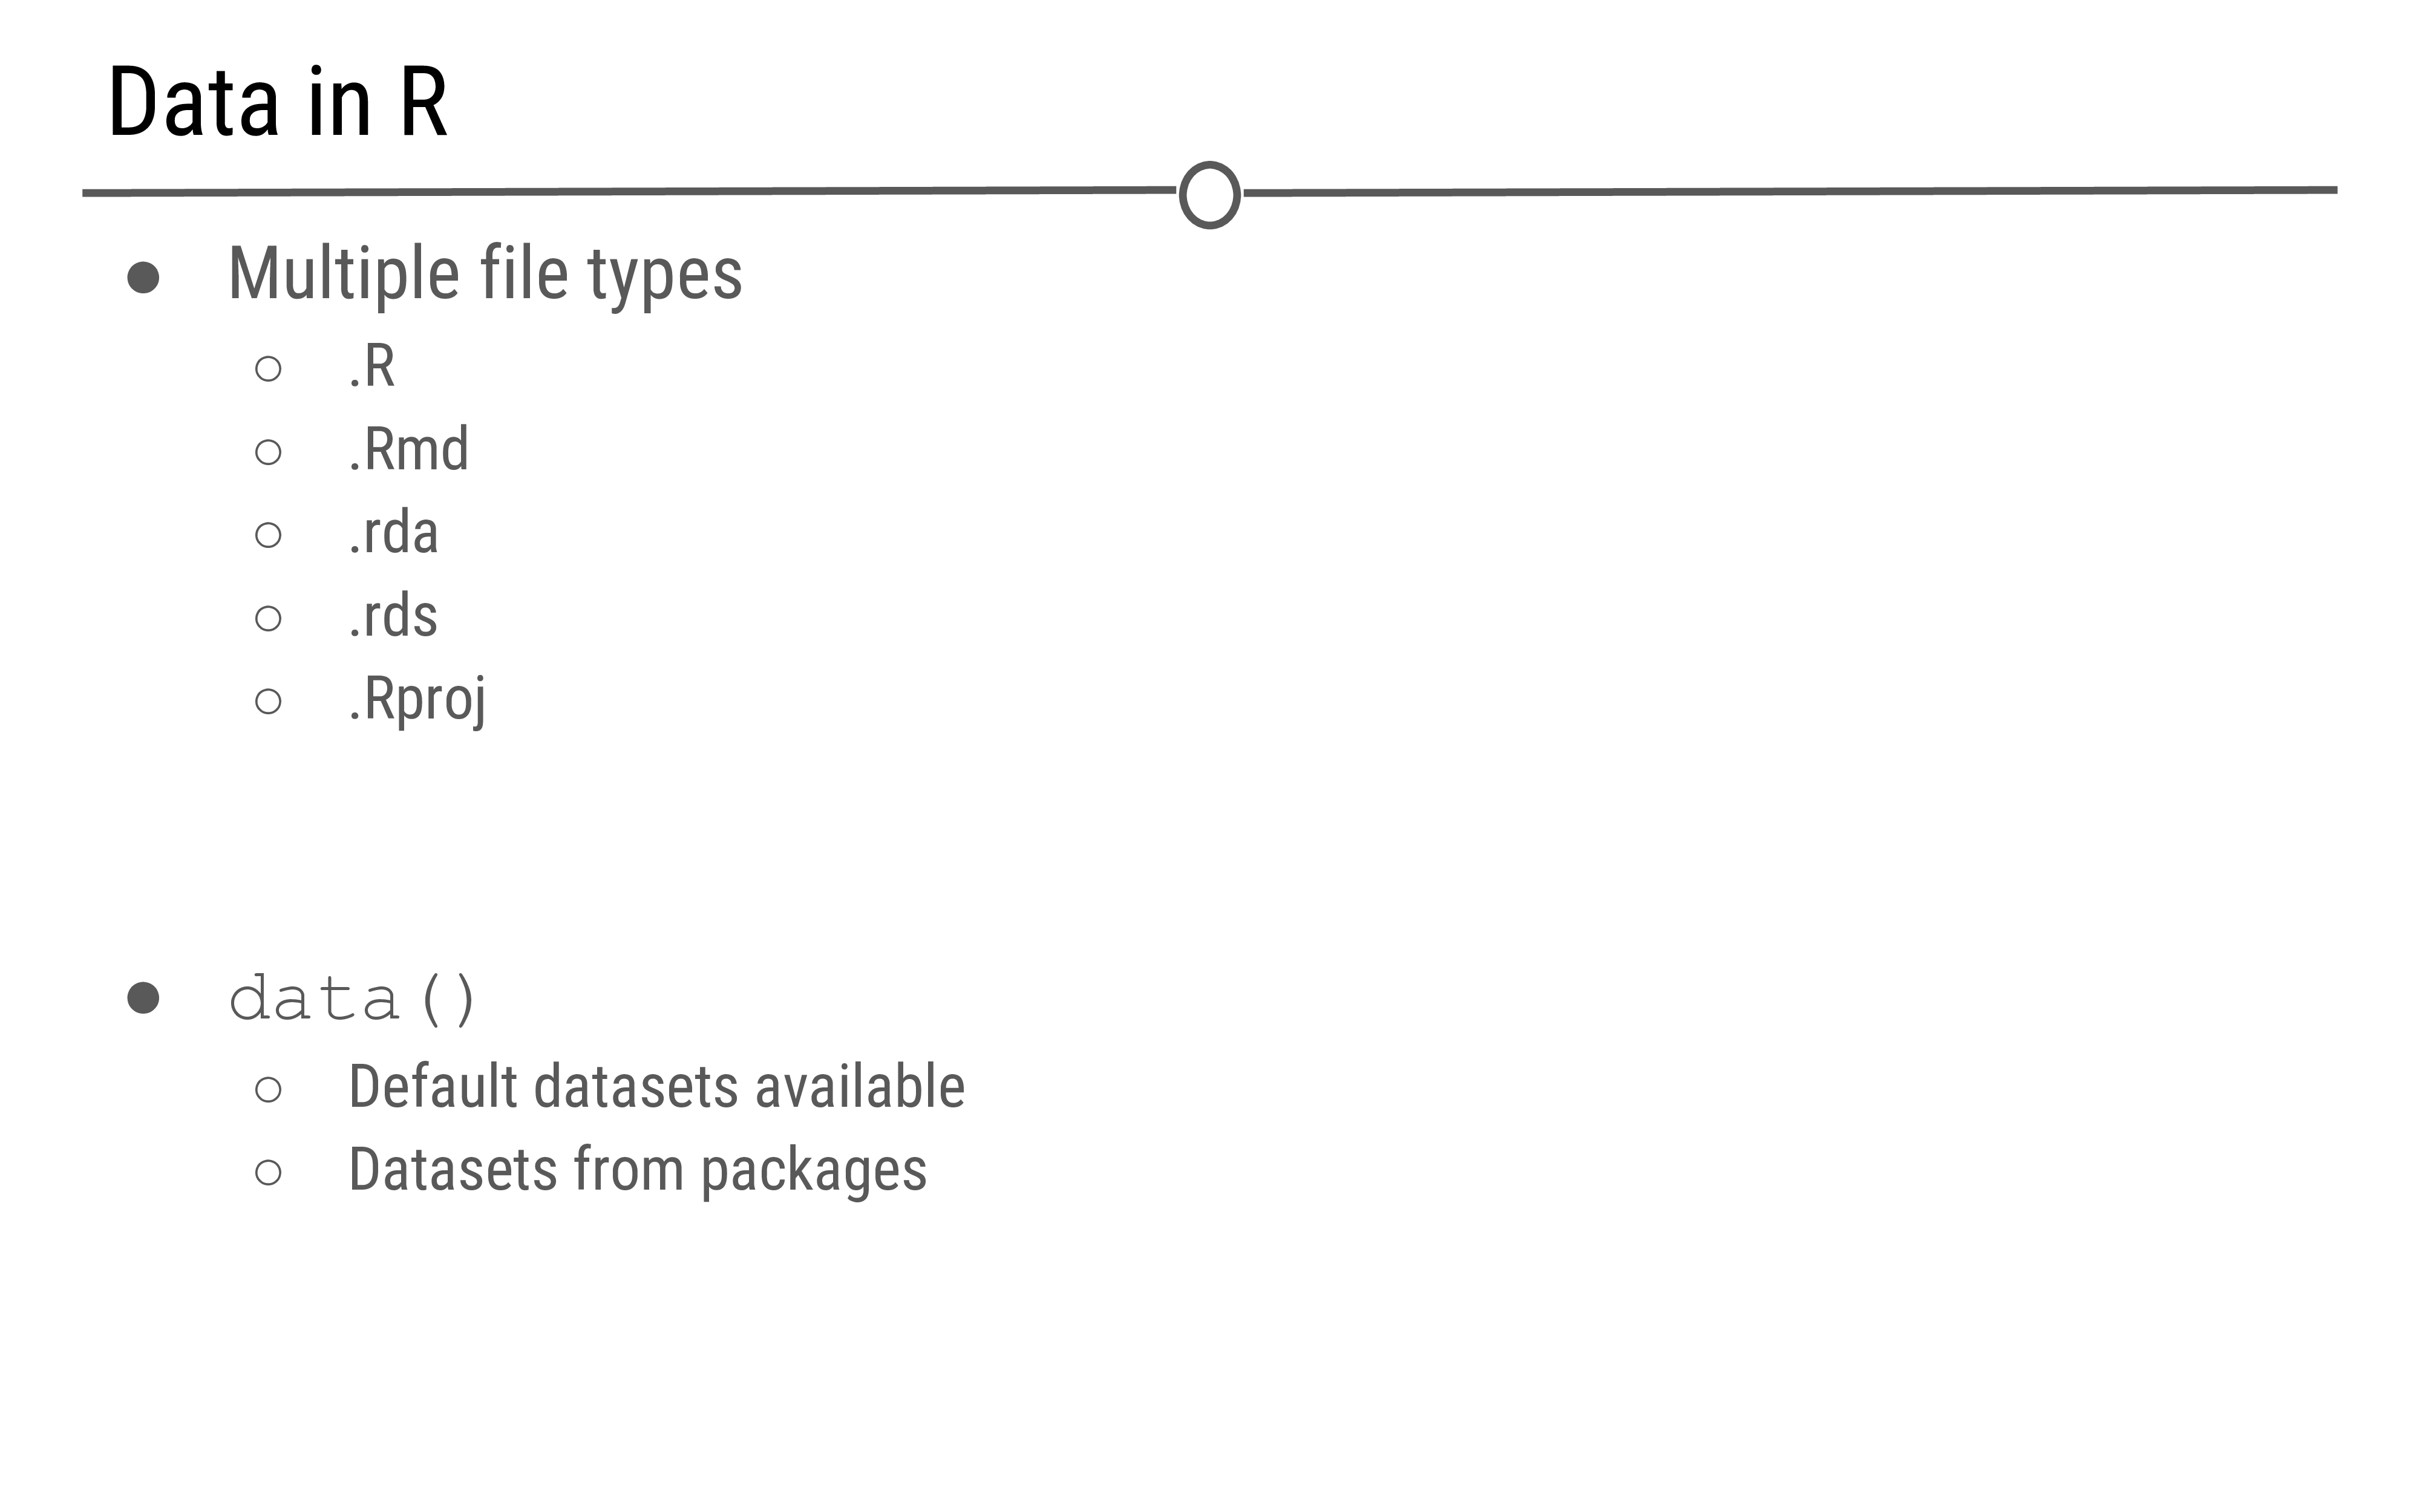 Data in R
● Multiple file types
○ .R
○ .Rmd
○ .rda
○ .rds
○ .Rproj
● data()
○ Default datasets available
○ Datasets from packages